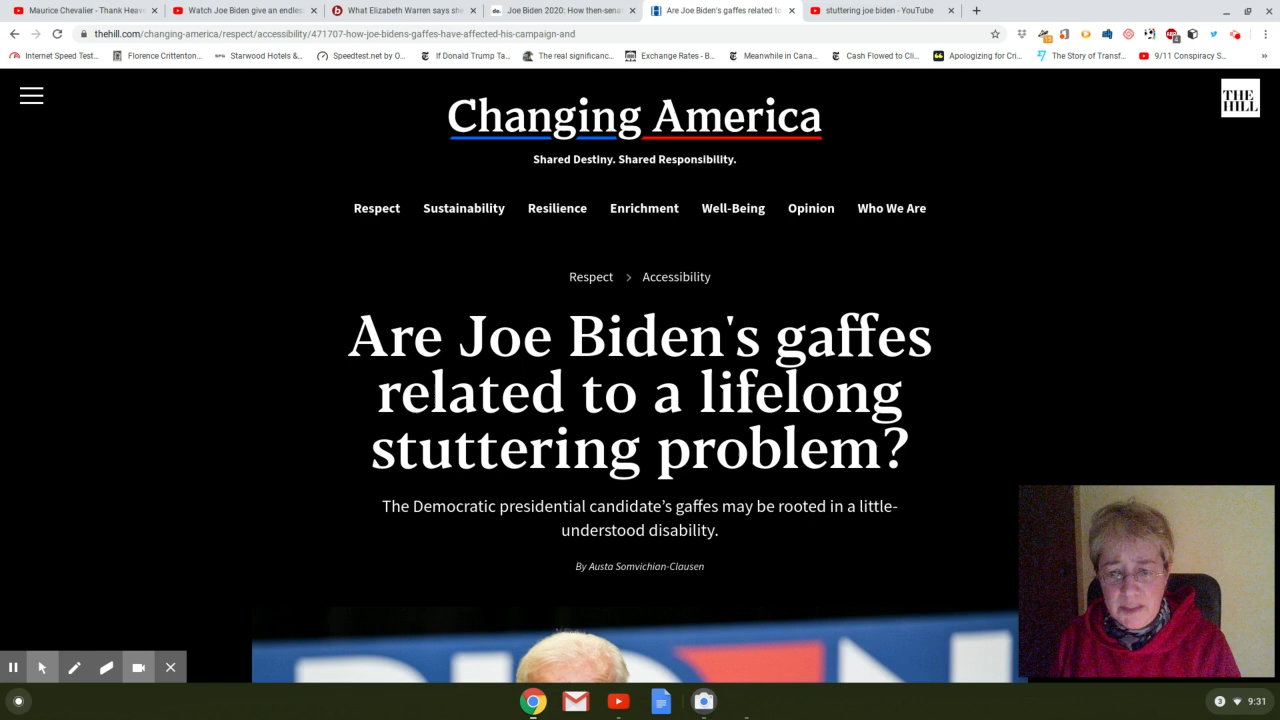 Maurice Chevalier - Thank Heave
Watch Joe Biden give an endles
What Elizabeth Warren says sh
Joe Biden 2020: How then-sena
Are Joe Biden's gaffes related to
stuttering joe biden - YouTube
thehill.com/changing-america/respect/accessibility/471707-how-joe-bidens-gaffes-have-affected-his-campaign-and
Internet Speed Test...
Florence Crittenton...
Starwood Hotels &...
Speedtest.net by O...
If Donald Trump Ta...
The real significanc...
Exchange Rates - B...
Meanwhile in Cana...
Cash Flowed to Cli...
Apologizing for Cri...
The Story of Transf...
9/11 Conspiracy S...
THE
HILL
Changing America
Shared Destiny. Shared Responsibility.
Respect Sustainability Resilience Enrichment Well-Being Opinion Who We Are
Respect > Accessibility
Are Joe Biden's gaffes
related to a lifelong
stuttering problem?
The Democratic presidential candidate's gaffes may be rooted in a little-
understood disability.
By Austa Somvichian-Clausen
9:31